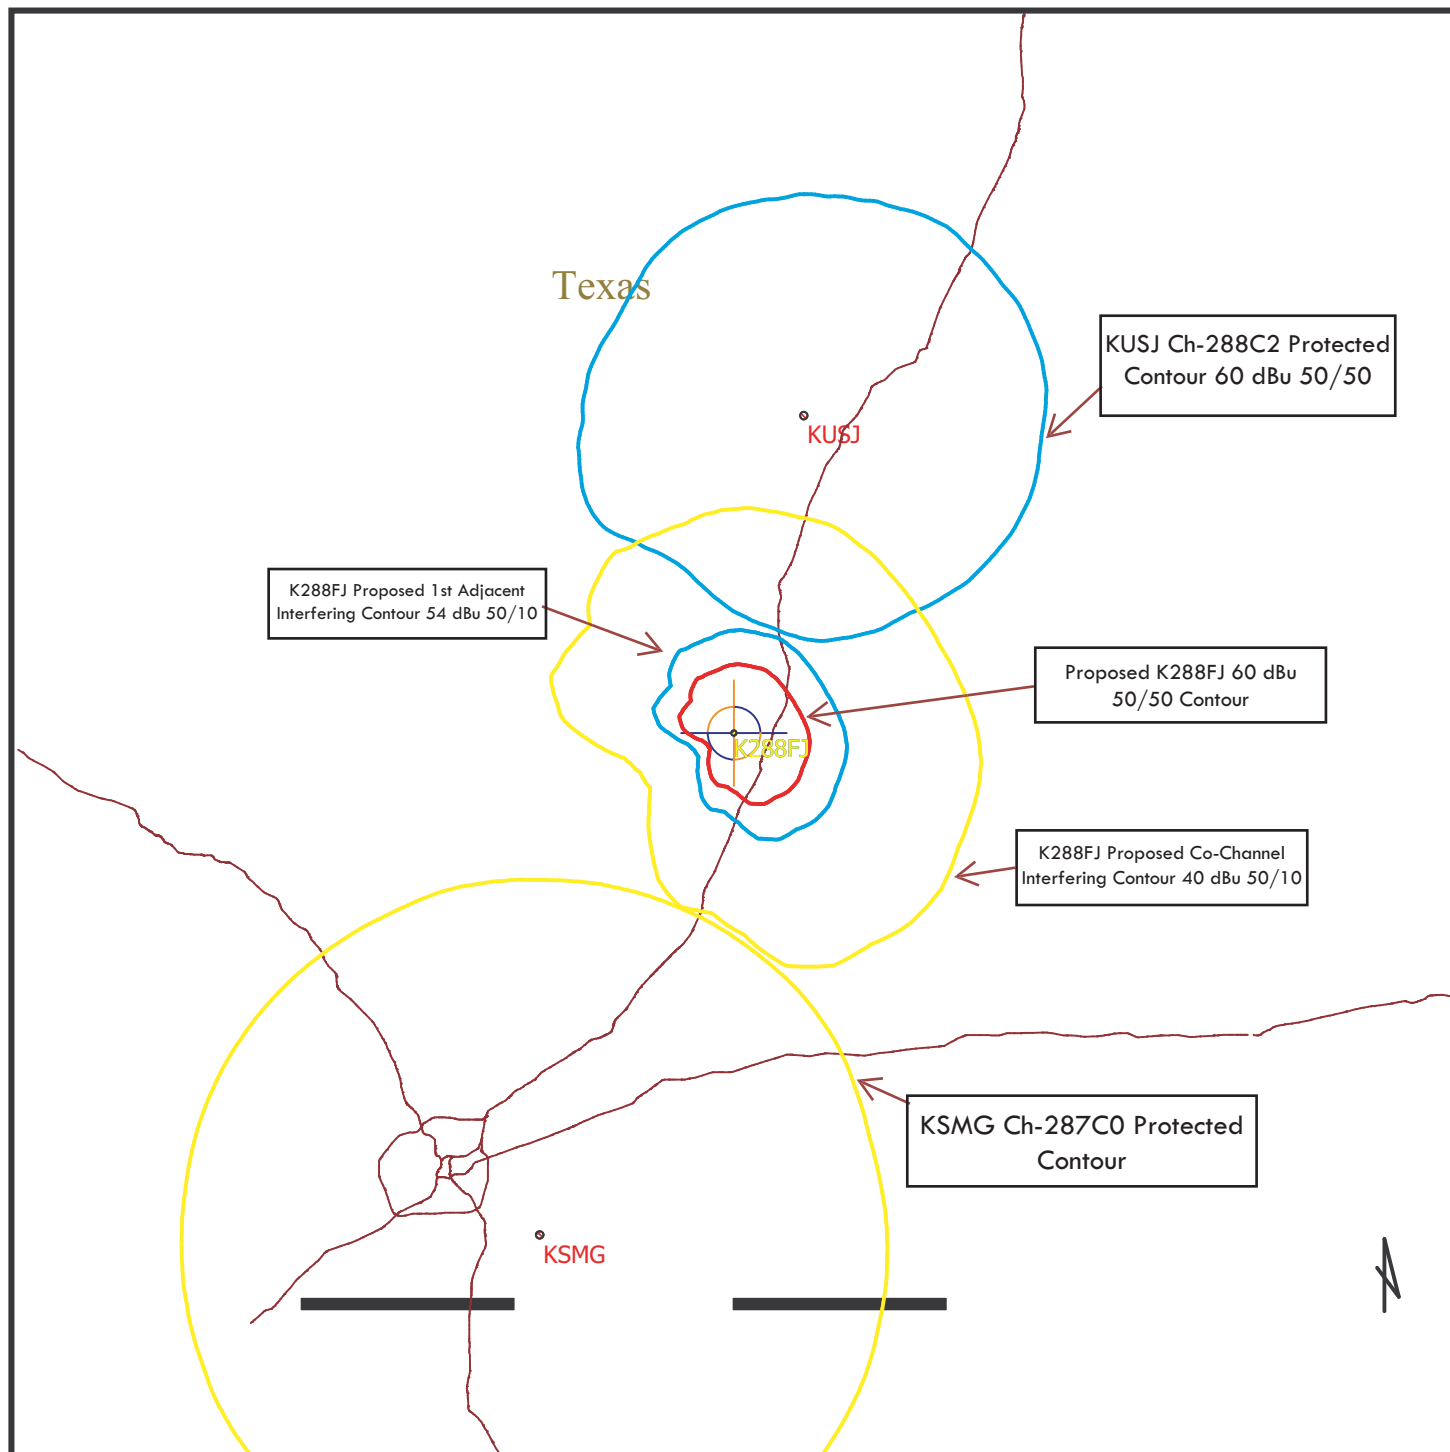 Texas
KUSJ Ch-288C2 Protected
Contour 60 dBu 50/50
KUSJ
K288FJ Proposed 1st Adjacent
Interfering Contour 54 dBu 50/10
Proposed K288FJ 60 dBu
50/50 Contour
K288FJ
K288FJ Proposed Co-Channel
Interfering Contour 40 dBu 50/10
KSMG Ch-287C0 Protected
Contour
KSMG